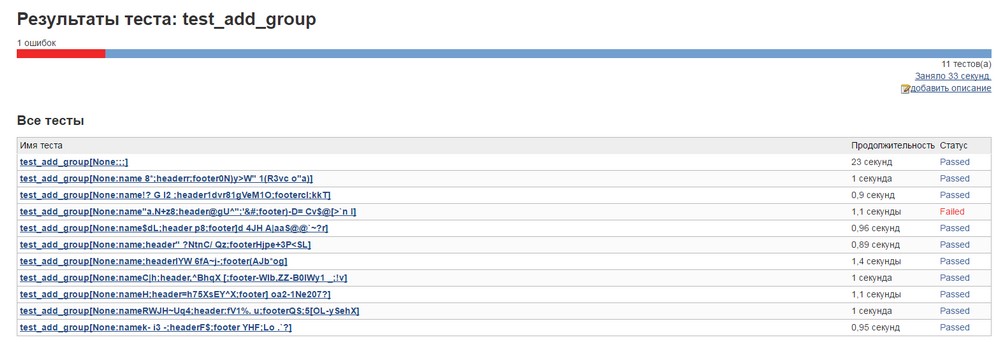 Результаты теста: test_add_group
1 ошибок
11 тестов(а)
Заняло 33 секунд.
добавить описание
Все тесты
Имя теста Продолжительность Статус
test_add_group[None:;;] 23 секунд Passed
test_add_group[None:name 8*;headerr;footer0N)y>W" 1(R3vc o"a)] 1 секунда Passed
test_add_group[None:name!? G I2 ;header1dvr81gVeM1O;footercl;kkT] 0,9 секунд Passed
test_add_group[None:name"a.N+z8;header@gU^";'&#;footer)-D= Cv$@[>`n I] 1,1 секунды Failed
test_add_group[None:name$dL;header p8;footer]d 4JH A|aaS@@`~?r] 0,96 секунд Passed
test_add_group[None:name;header" ?NtnC/ Qz;footerHjpe+3P<SL] 0,89 секунд Passed
test_add_group[None:name;headerIYW 6fA~j-;footer(AJb*og] 1,4 секунды Passed
test_add_group[None:nameC|h;header,^BhqX [;footer-Wlb,ZZ-B0IWy1 _;!v] 1 секунда Passed
test_add_group[None:nameH;header=h75XsEY^X;footer] oa2-1Ne207?] 1,1 секунды Passed
test_add_group[None:nameRWJH~Uq4;header:fV1%. u;footerQS;5[OL-ySehX] 1 секунда Passed
test_add_group[None:namek- i3 -;headerF$;footer YHF;Lo .`?] 0,95 секунд Passed